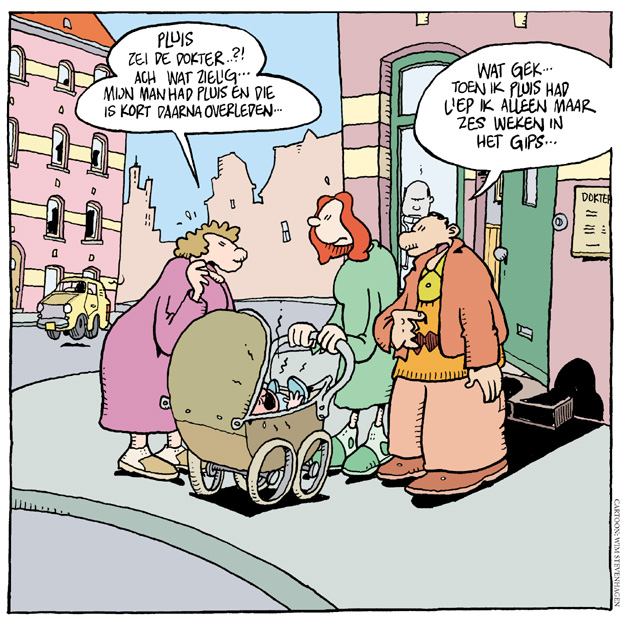 PLUIS
ZEI DE DOKTER..?!
ACH WAT ZIELIG...
MIJN MAN HAD PLUIS EN DIE
IS KORT DAARNA OVERLEDEN...
WAT GEK...
TOEN IK PLUIS HAD
LIEP IK ALLEEN MAAR
ZES WEKEN IN
HET GIPS...
DOKTER
CARTOON: WIM STEVENHAGEN